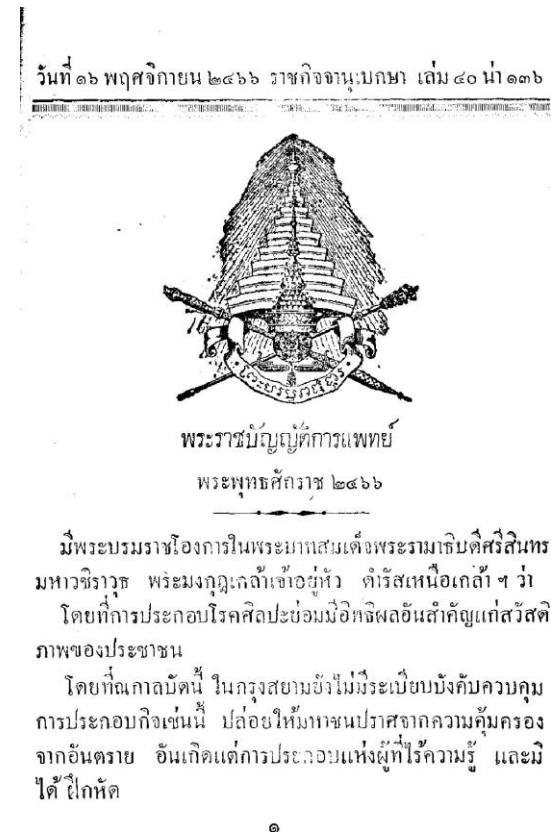 วันที่ ๑๖ พฤศจิกายน ๒๔๖๖ ราชกิจจานุเบกษา เล่ม ๔๐ น่า ๑๓๖
พระบรมราชโองการ
พระราชบัญญัติการแพทย์
พระพุทธศักราช ๒๔๖๖
มีพระบรมราชโองการในพระบาทสมเด็จพระรามาธิบดีศรีสินทร
มหาวชิราวุธ พระมงกุฎเกล้าเจ้าอยู่หัว ดำรัสเหนือเกล้า ฯ ว่า
โดยที่การประกอบโรคศิลปะย่อมมีอิทธิผลอันสำคัญแก่สวัสดิ
ภาพของประชาชน
โดยที่ณกาลบัดนี้ ในกรุงสยามยังไม่มีระเบียบบังคับควบคุม
การประกอบกิจเช่นนี้ ปล่อยให้มหาชนปราศจากความคุ้มครอง
จากอันตราย อันเกิดแต่การประกอบแห่งผู้ที่ไร้ความรู้ และมิ
ได้ ฝึกหัด
๑